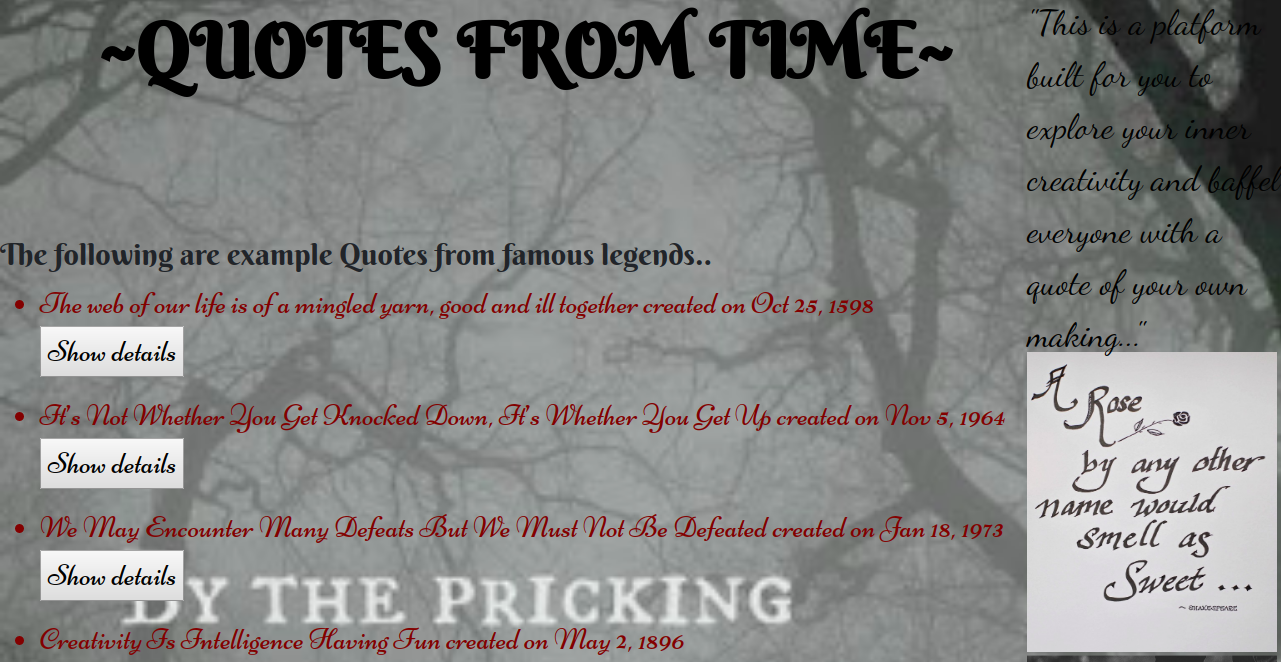 ~QUOTES FROM TIME~
The following are example Quotes from famous legends..
The web of our life is of a mingled yarn, good and ill together created on Oct 25, 1598
Show details
It's Not Whether You Get Knocked Down, It's Whether You Get Up created on Nov 5, 1964
Show details
We May Encounter Many Defeats But We Must Not Be Defeated created on Jan 18, 1973
Show details
BY THE PRICKING
Creativity Is Intelligence Having Fun created on May 2, 1896
"This is a platform
built for you to
explore your inner
creativity and baffel
everyone with a
quote of your own
making..."
A Rose
by any other
name would
smell as
Sweet ...
~ SHAKESPEARE